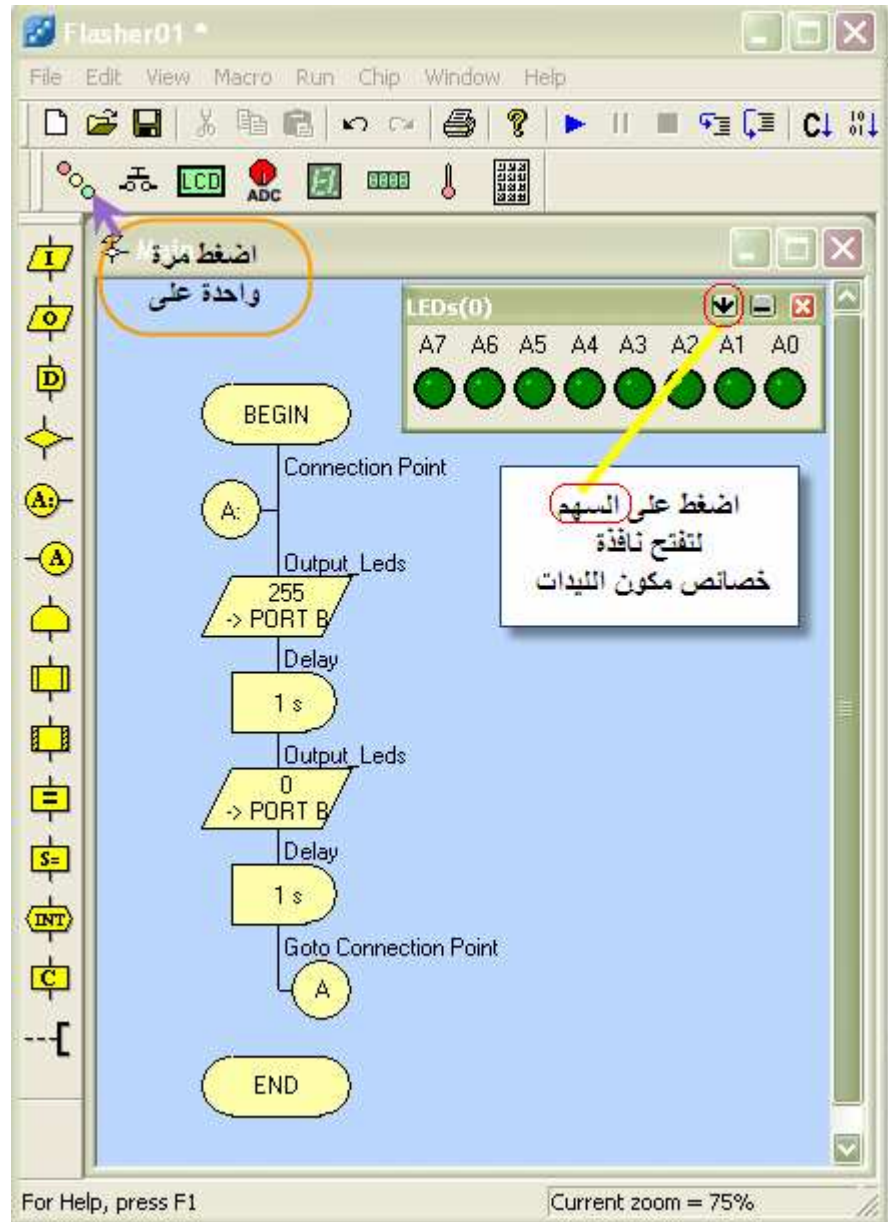 Flasher01 *
File Edit View Macro Run Chip Window Help
C
LCD
ADC
Main
اضغط مرة
واحدة على
LEDs(0)
A7 A6 A5 A4 A3 A2 A1 A0
I
O
D
A:
A
S=
INT
C
BEGIN
Connection Point
A:
Output_Leds
255
-> PORT B
Delay
1 s
Output_Leds
0
-> PORT B
Delay
1 s
Goto Connection Point
A
END
اضغط على السهم
لتفتح نافذة
خصائص مكون الليدات
For Help, press F1
Current zoom = 75%